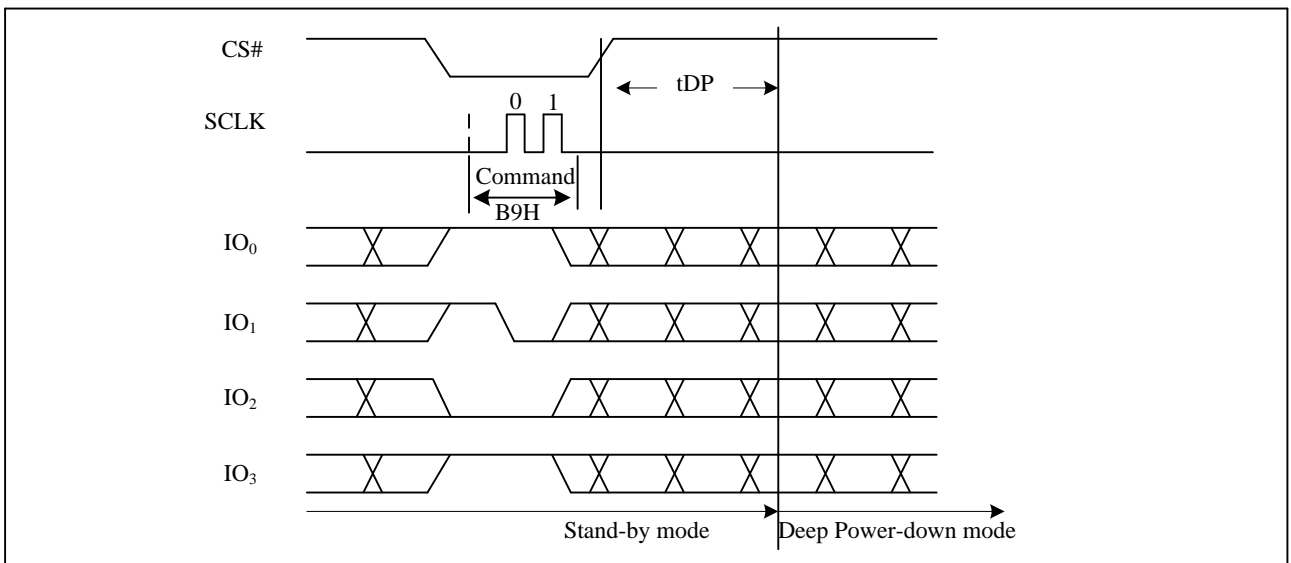 CS#
tDP
0 1
SCLK
Command
B9H
IO₀
IO₁
IO₂
IO₃
Stand-by mode
Deep Power-down mode